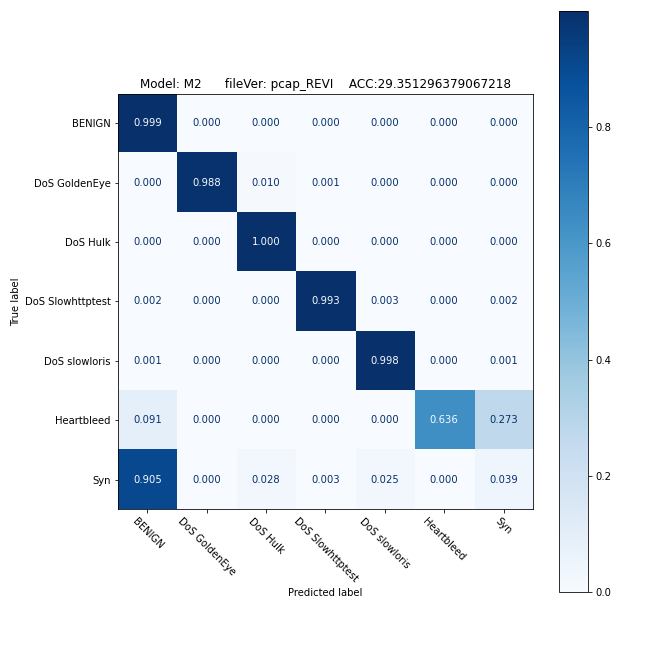 Model: M2 fileVer: pcap_REVI ACC:29.351296379067218
BENIGN 0.999 0.000 0.000 0.000 0.000 0.000 0.000
DoS GoldenEye 0.000 0.988 0.010 0.001 0.000 0.000 0.000
DoS Hulk 0.000 0.000 1.000 0.000 0.000 0.000 0.000
DoS Slowhttptest 0.002 0.000 0.000 0.993 0.003 0.000 0.002
DoS slowloris 0.001 0.000 0.000 0.000 0.998 0.000 0.001
Heartbleed 0.091 0.000 0.000 0.000 0.000 0.636 0.273
Syn 0.905 0.000 0.028 0.003 0.025 0.000 0.039
True label
BENIGN DoS GoldenEye DoS Hulk DoS Slowhttptest DoS slowloris Heartbleed Syn
Predicted label
0.8
0.6
0.4
0.2
0.0